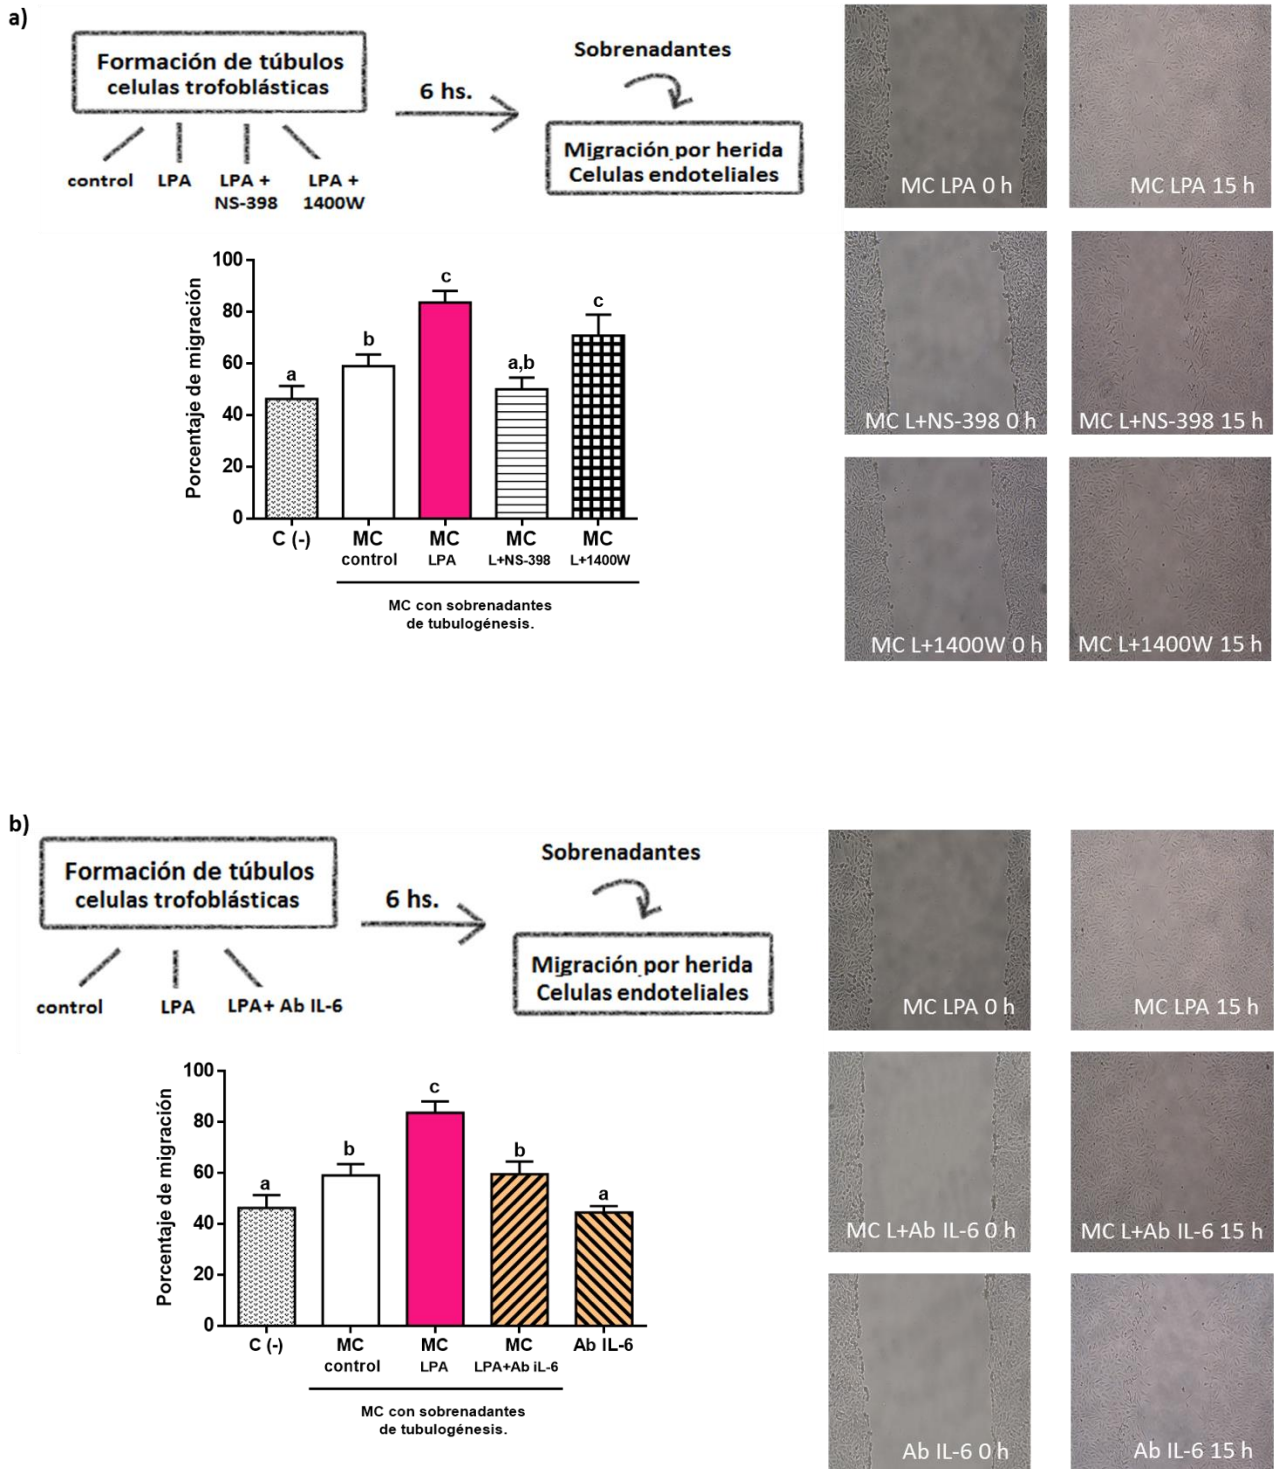 a)
Formación de túbulos
celulas trofoblásticas
control
LPA
LPA +
NS-398
LPA +
1400W
6 hs.
Sobrenadantes
Migración por herida
Celulas endoteliales
Porcentaje de migración
100
80
60
40
20
0
a
b
c
a,b
c
C (-)
MC
control
MC
LPA
MC
L+NS-398
MC
L+1400W
MC con sobrenadantes
de tubulogénesis.
MC LPA 0 h
MC LPA 15 h
MC L+NS-398 0 h
MC L+NS-398 15 h
MC L+1400W 0 h
MC L+1400W 15 h
b)
Formación de túbulos
celulas trofoblásticas
control
LPA
LPA+ Ab IL-6
6 hs.
Sobrenadantes
Migración por herida
Celulas endoteliales
Porcentaje de migración
100
80
60
40
20
0
a
b
c
b
a
C (-)
MC
control
MC
LPA
MC
LPA+Ab iL-6
Ab IL-6
MC con sobrenadantes
de tubulogénesis.
MC LPA 0 h
MC LPA 15 h
MC L+Ab IL-6 0 h
MC L+Ab IL-6 15 h
Ab IL-6 0 h
Ab IL-6 15 h